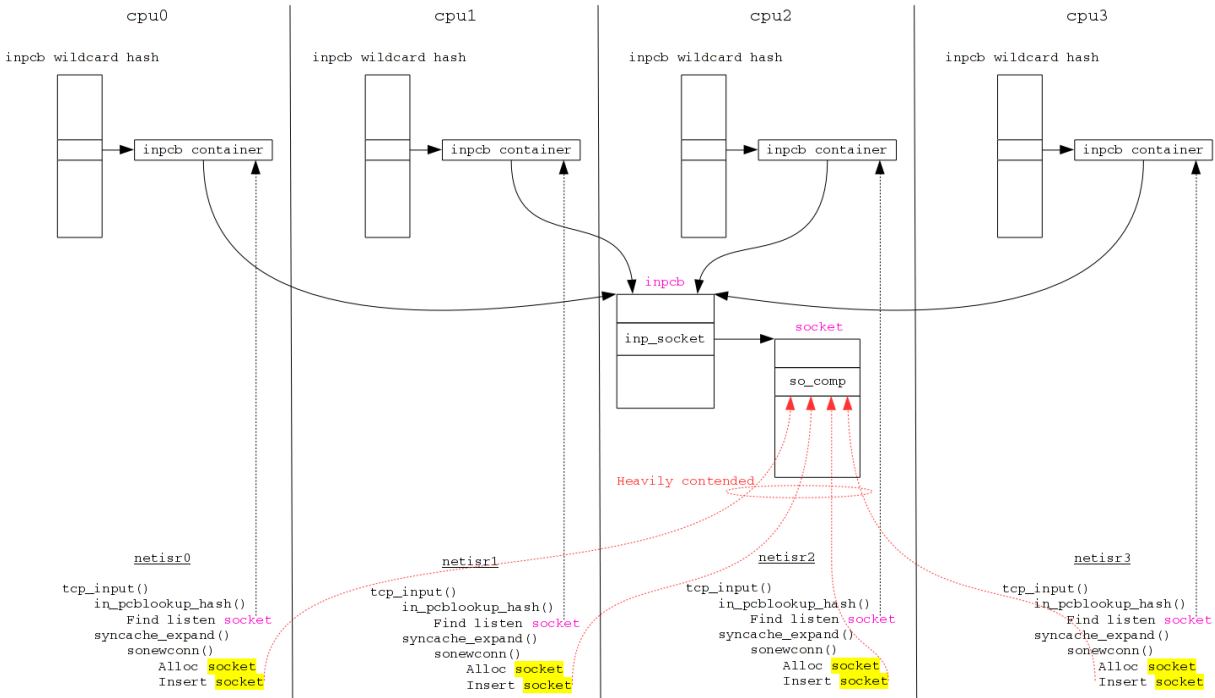 cpu0
cpu1
cpu2
cpu3
inpcb wildcard hash
inpcb wildcard hash
inpcb wildcard hash
inpcb wildcard hash
inpcb container
inpcb container
inpcb container
inpcb container
inpcb
socket
inp_socket
so_comp
Heavily contended
netisr0
tcp_input()
in_pcblookup_hash()
Find listen socket
syncache_expand()
sonewconn()
Alloc socket
Insert socket
netisr1
tcp_input()
in_pcblookup_hash()
Find listen socket
syncache_expand()
sonewconn()
Alloc socket
Insert socket
netisr2
tcp_input()
in_pcblookup_hash()
Find listen socket
syncache_expand()
sonewconn()
Alloc socket
Insert socket
netisr3
tcp_input()
in_pcblookup_hash()
Find listen socket
syncache_expand()
sonewconn()
Alloc socket
Insert socket